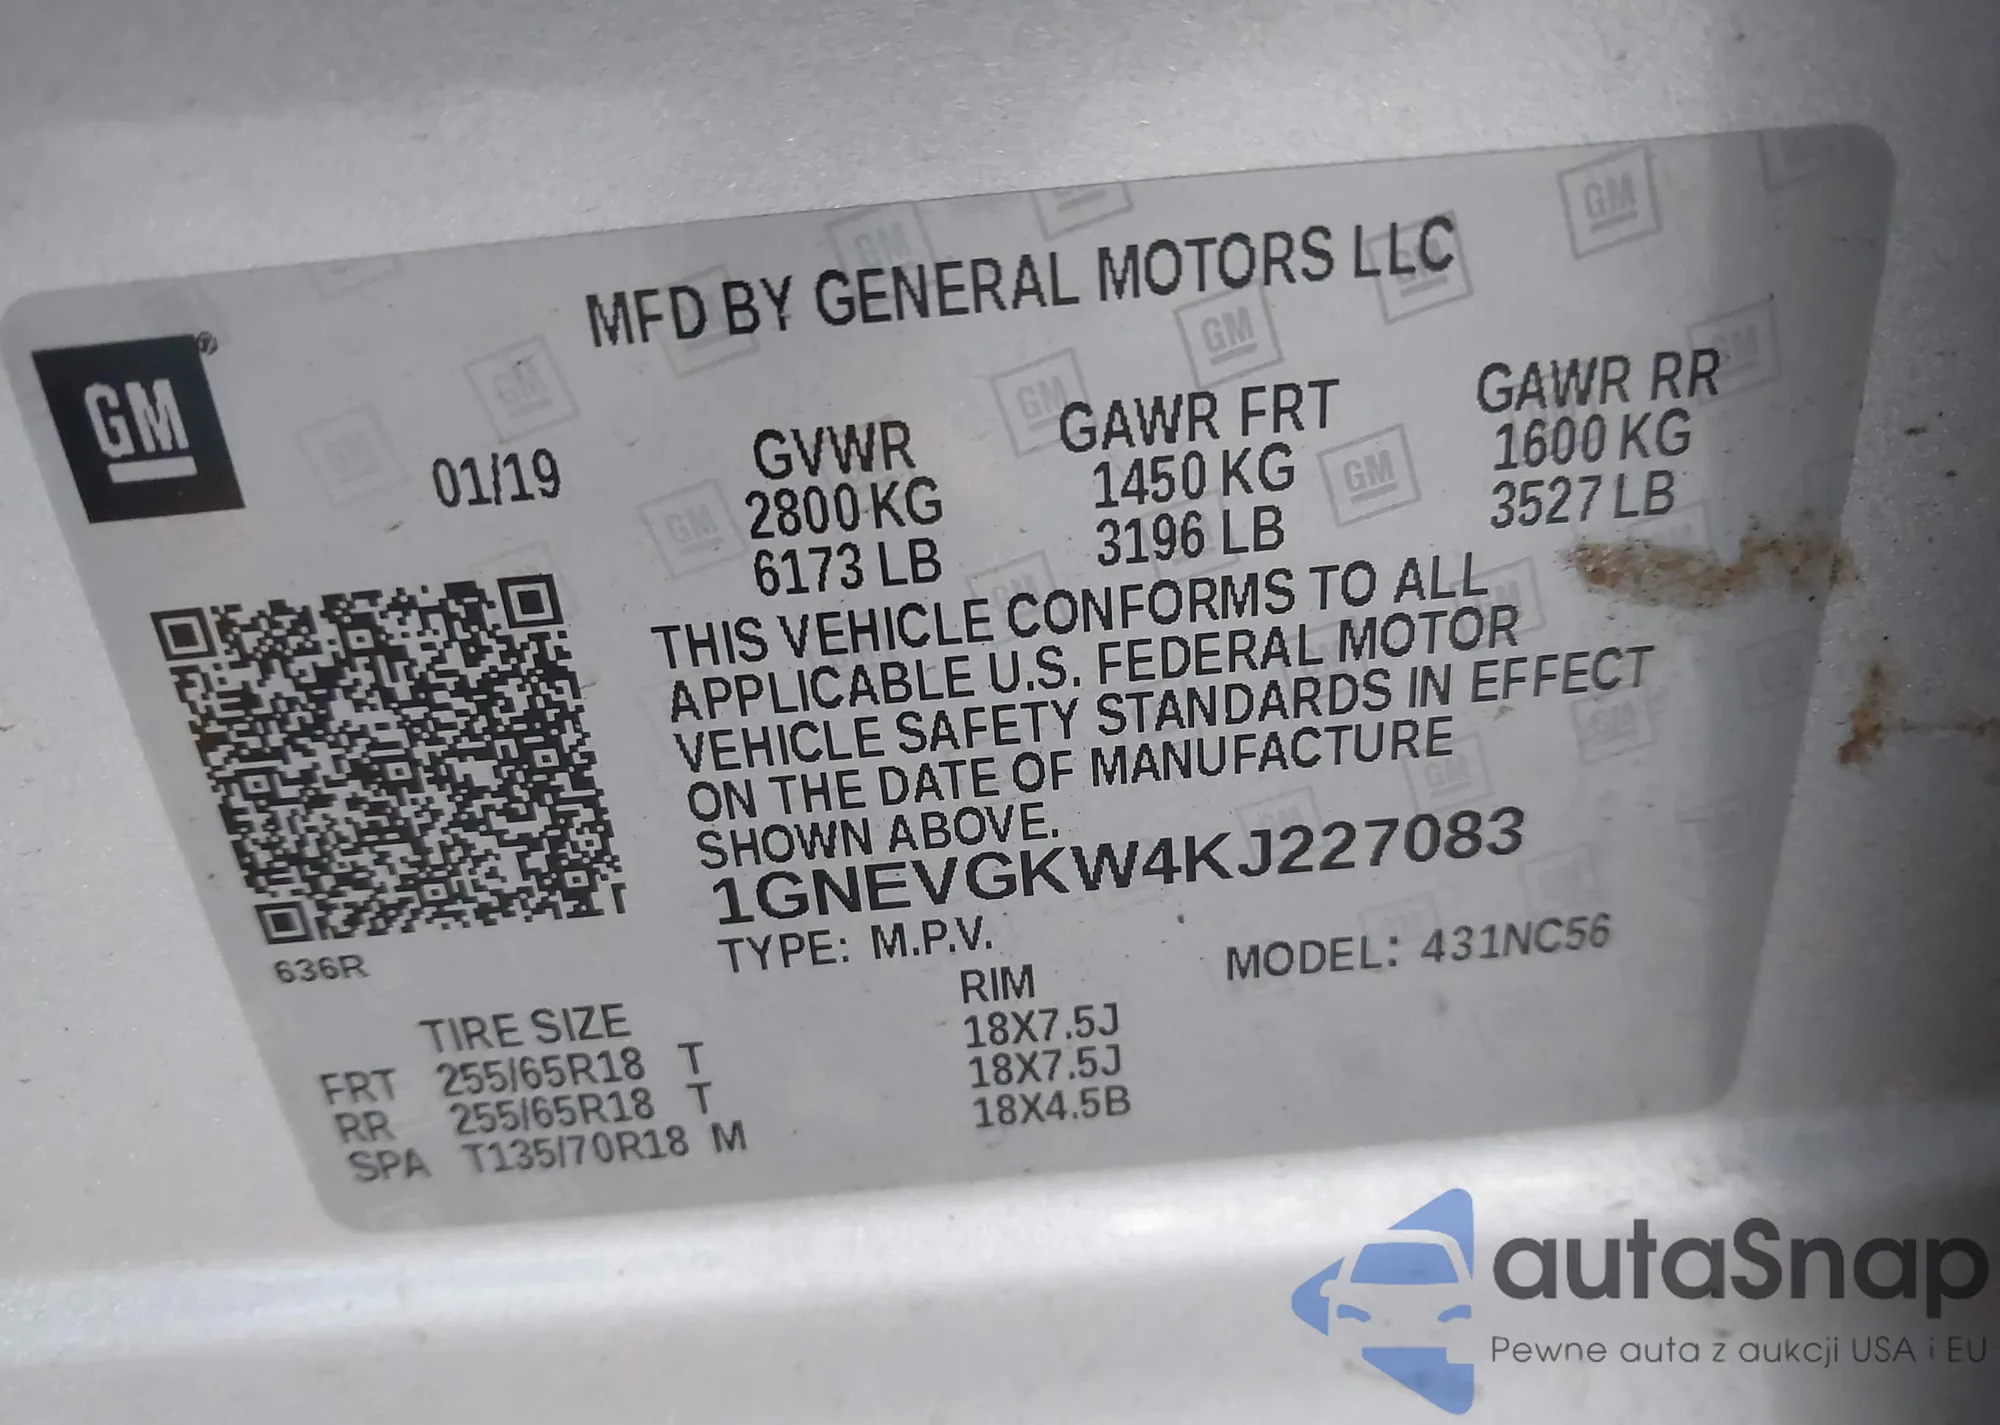 MFD BY GENERAL MOTORS LLC
GM
01/19
GVWR
2800 KG
6173 LB
GAWR FRT
1450 KG
3196 LB
GAWR RR
1600 KG
3527 LB
THIS VEHICLE CONFORMS TO ALL
APPLICABLE U.S. FEDERAL MOTOR
VEHICLE SAFETY STANDARDS IN EFFECT
ON THE DATE OF MANUFACTURE
SHOWN ABOVE.
1GNEVGKW4KJ227083
TYPE: M.P.V.
MODEL: 431NC56
636R
TIRE SIZE RIM
FRT 255/65R18 T 18X7.5J
RR 255/65R18 T 18X7.5J
SPA T135/70R18 M 18X4.5B
autaSnap
Pewne auta z aukcji USA i EU